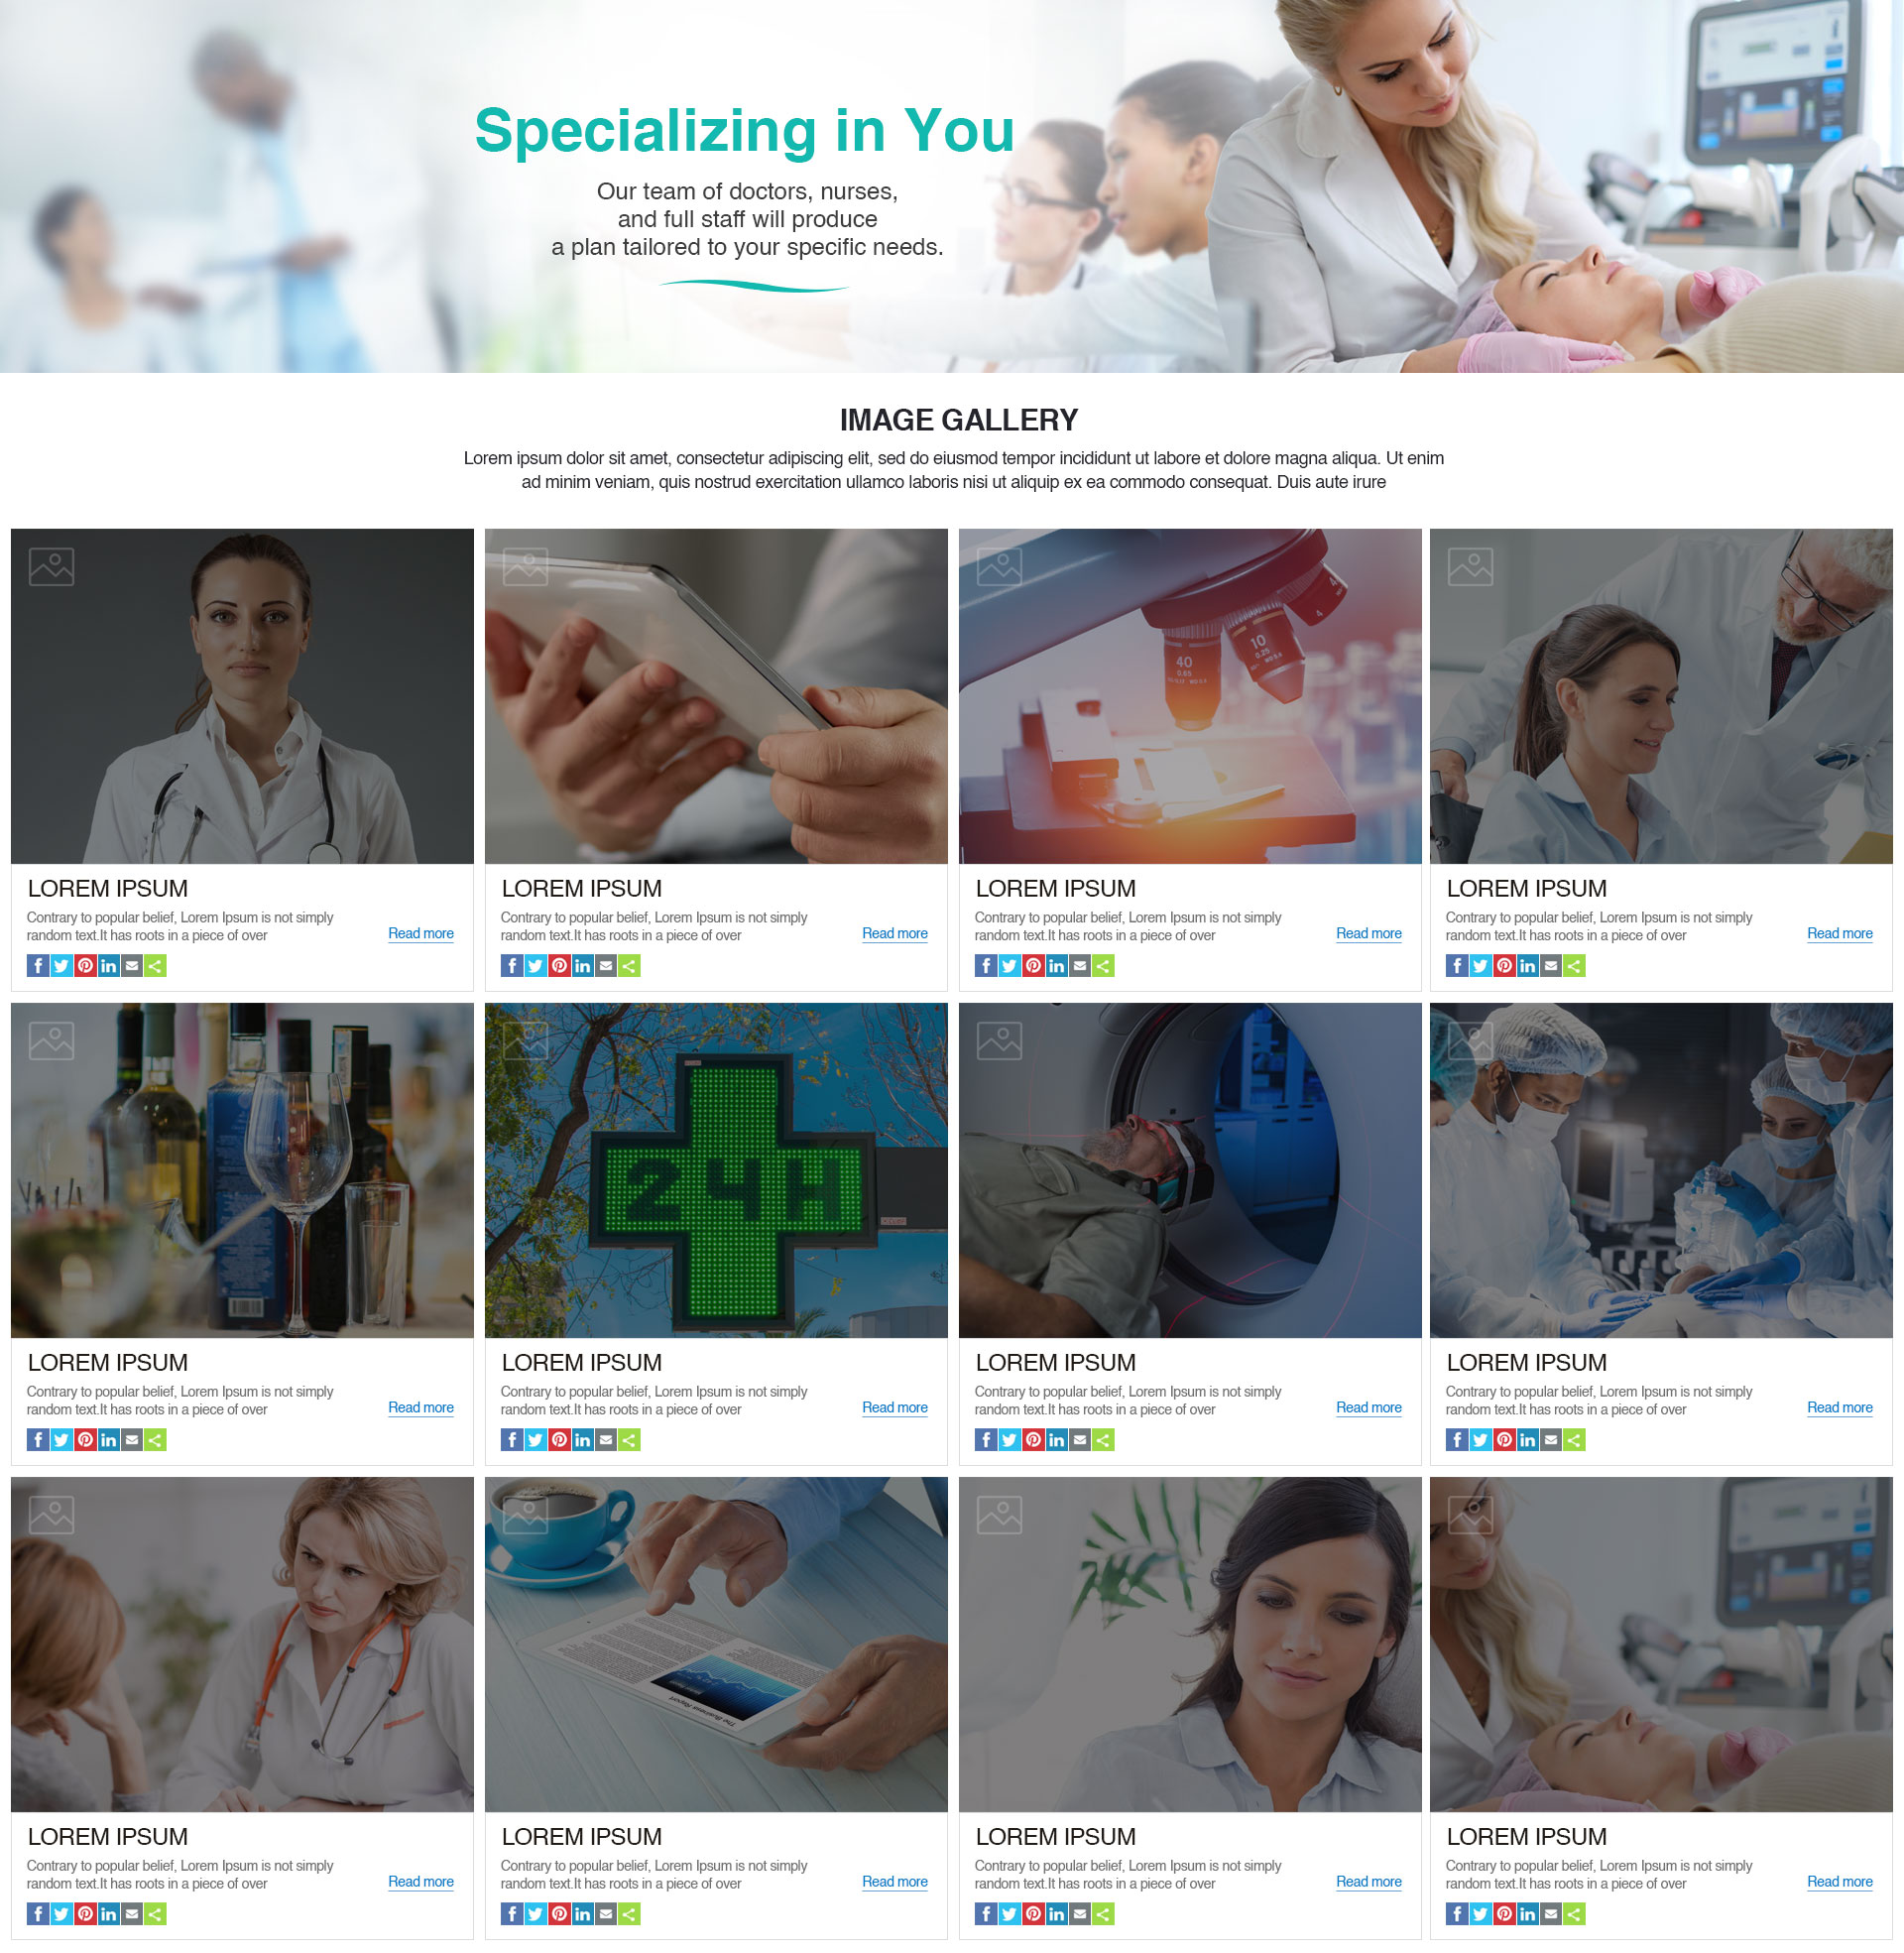 Specializing in You
Our team of doctors, nurses,
and full staff will produce
a plan tailored to your specific needs.
IMAGE GALLERY
Lorem ipsum dolor sit amet, consectetur adipiscing elit, sed do eiusmod tempor incididunt ut labore et dolore magna aliqua. Ut enim
ad minim veniam, quis nostrud exercitation ullamco laboris nisi ut aliquip ex ea commodo consequat. Duis aute irure
40
0.65
10
0.25
4
LOREM IPSUM
Contrary to popular belief, Lorem Ipsum is not simply
random text.It has roots in a piece of over
Read more
LOREM IPSUM
Contrary to popular belief, Lorem Ipsum is not simply
random text.It has roots in a piece of over
Read more
LOREM IPSUM
Contrary to popular belief, Lorem Ipsum is not simply
random text.It has roots in a piece of over
Read more
LOREM IPSUM
Contrary to popular belief, Lorem Ipsum is not simply
random text.It has roots in a piece of over
Read more
24H
LOREM IPSUM
Contrary to popular belief, Lorem Ipsum is not simply
random text.It has roots in a piece of over
Read more
LOREM IPSUM
Contrary to popular belief, Lorem Ipsum is not simply
random text.It has roots in a piece of over
Read more
LOREM IPSUM
Contrary to popular belief, Lorem Ipsum is not simply
random text.It has roots in a piece of over
Read more
LOREM IPSUM
Contrary to popular belief, Lorem Ipsum is not simply
random text.It has roots in a piece of over
Read more
The Business Report
LOREM IPSUM
Contrary to popular belief, Lorem Ipsum is not simply
random text.It has roots in a piece of over
Read more
LOREM IPSUM
Contrary to popular belief, Lorem Ipsum is not simply
random text.It has roots in a piece of over
Read more
LOREM IPSUM
Contrary to popular belief, Lorem Ipsum is not simply
random text.It has roots in a piece of over
Read more
LOREM IPSUM
Contrary to popular belief, Lorem Ipsum is not simply
random text.It has roots in a piece of over
Read more